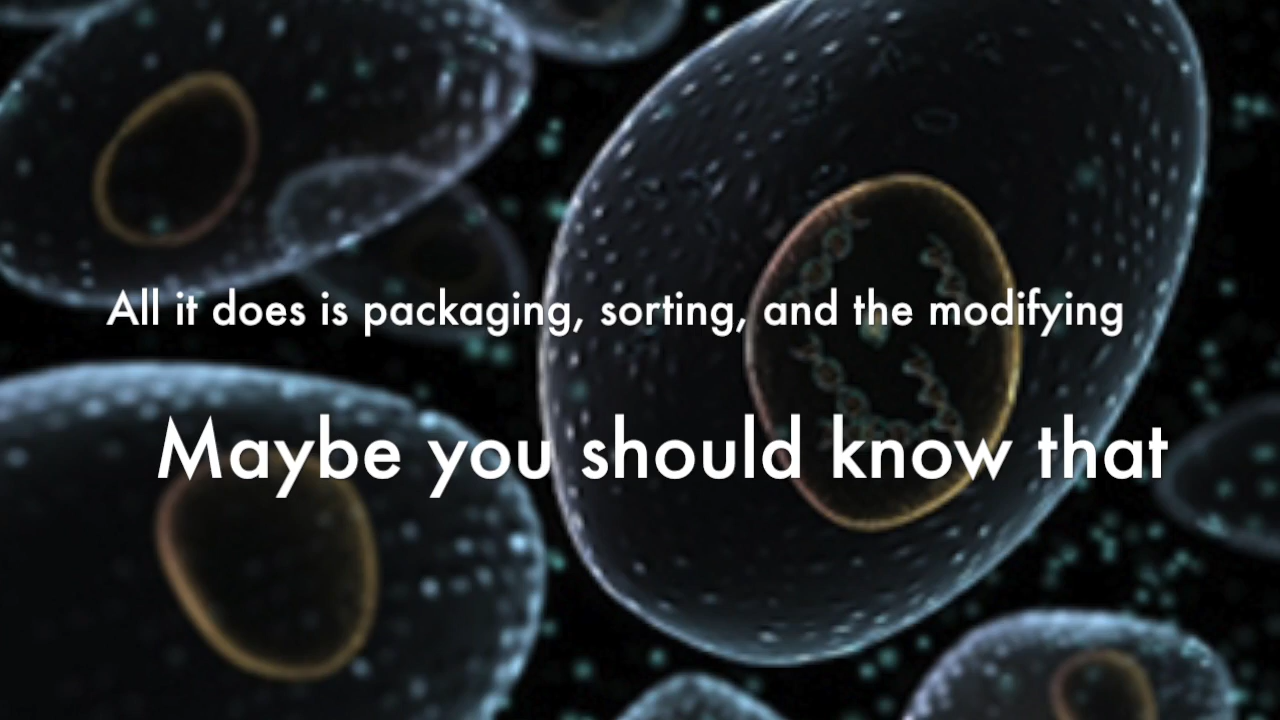 All it does is packaging, sorting, and the modifying
Maybe you should know that